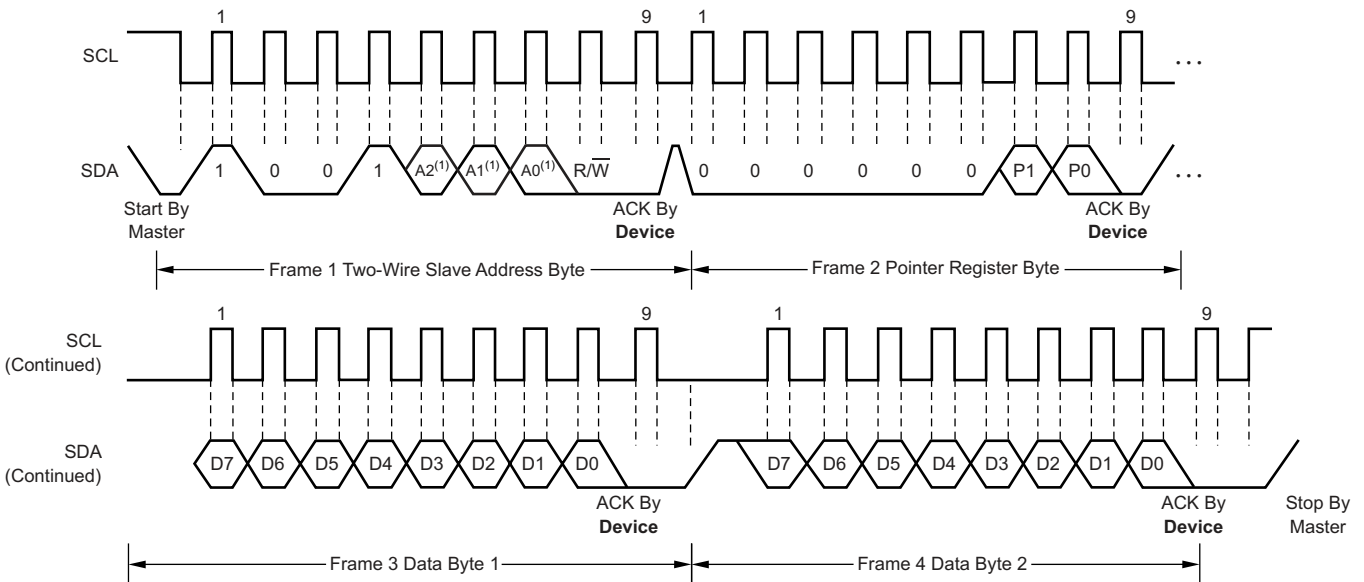 1 9 1 9
SCL ...
SDA 1 0 0 1 A2(1) A1(1) A0(1) R/W̅ 0 0 0 0 0 0 P1 P0 ...
Start By Master
ACK By Device
ACK By Device
Frame 1 Two-Wire Slave Address Byte
Frame 2 Pointer Register Byte
1 9 1 9
SCL
(Continued)
SDA
(Continued)
D7 D6 D5 D4 D3 D2 D1 D0 D7 D6 D5 D4 D3 D2 D1 D0
ACK By Device
ACK By Device
Stop By Master
Frame 3 Data Byte 1
Frame 4 Data Byte 2